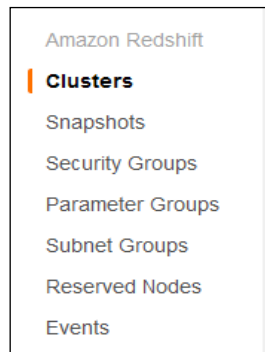 Amazon Redshift
Clusters
Snapshots
Security Groups
Parameter Groups
Subnet Groups
Reserved Nodes
Events